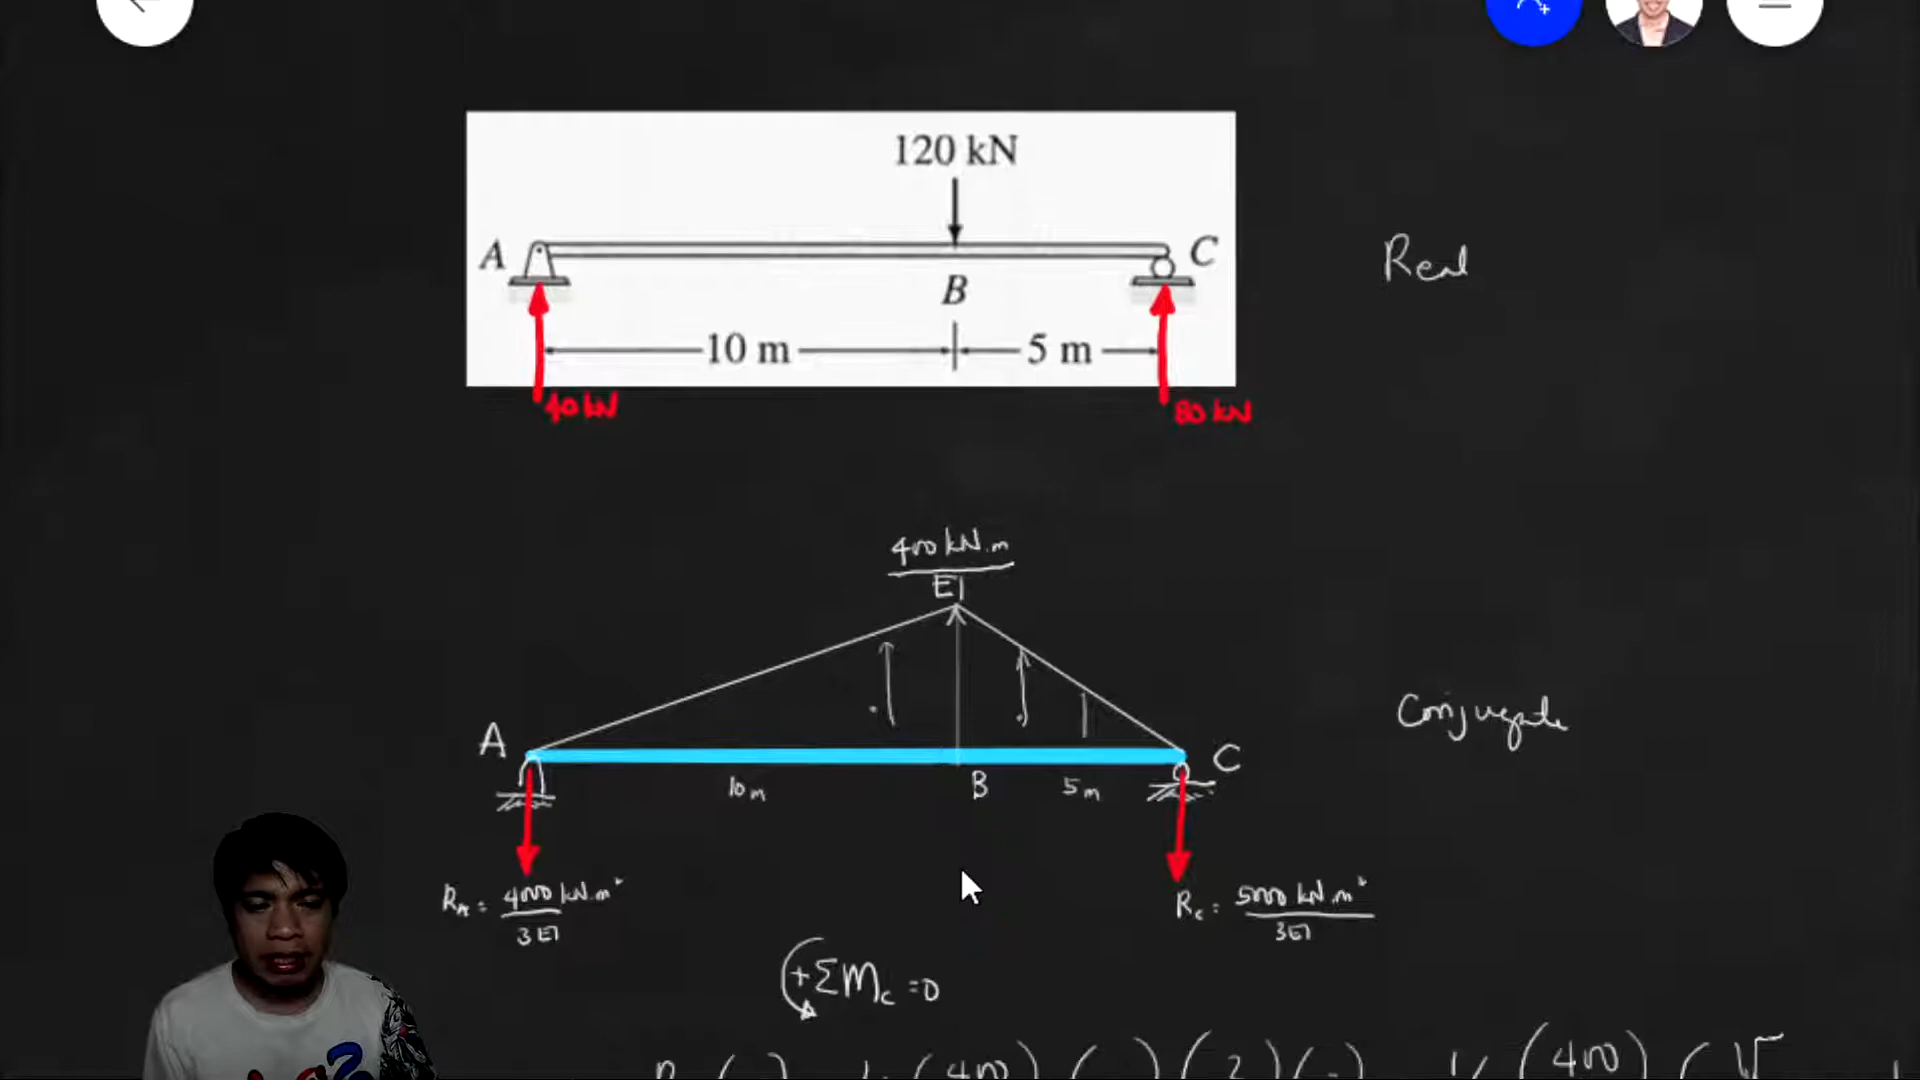 120 kN
A
C
B
10 m
5 m
40 kN
80 kN
Real
400 kN.m
EI
A
C
10 m
B
5 m
Conjugate
R_A = 4000 kN.m²
3EI
R_C = 5000 kN.m²
3EI
+ΣM_C = 0